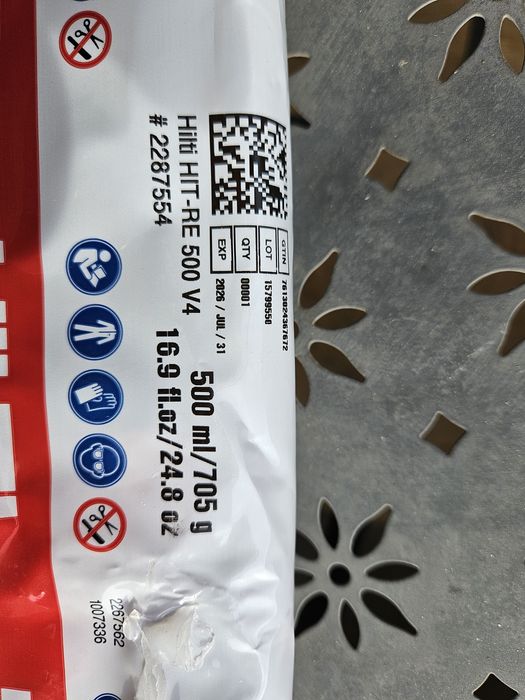 GTIN 7613024367672
LOT 15799556
QTY 00001
EXP 2026 / JUL / 31
Hilti HIT-RE 500 V4
# 2287554
500 ml/705 g
16.9 fl.oz/24.8 oz
2267562
1007336